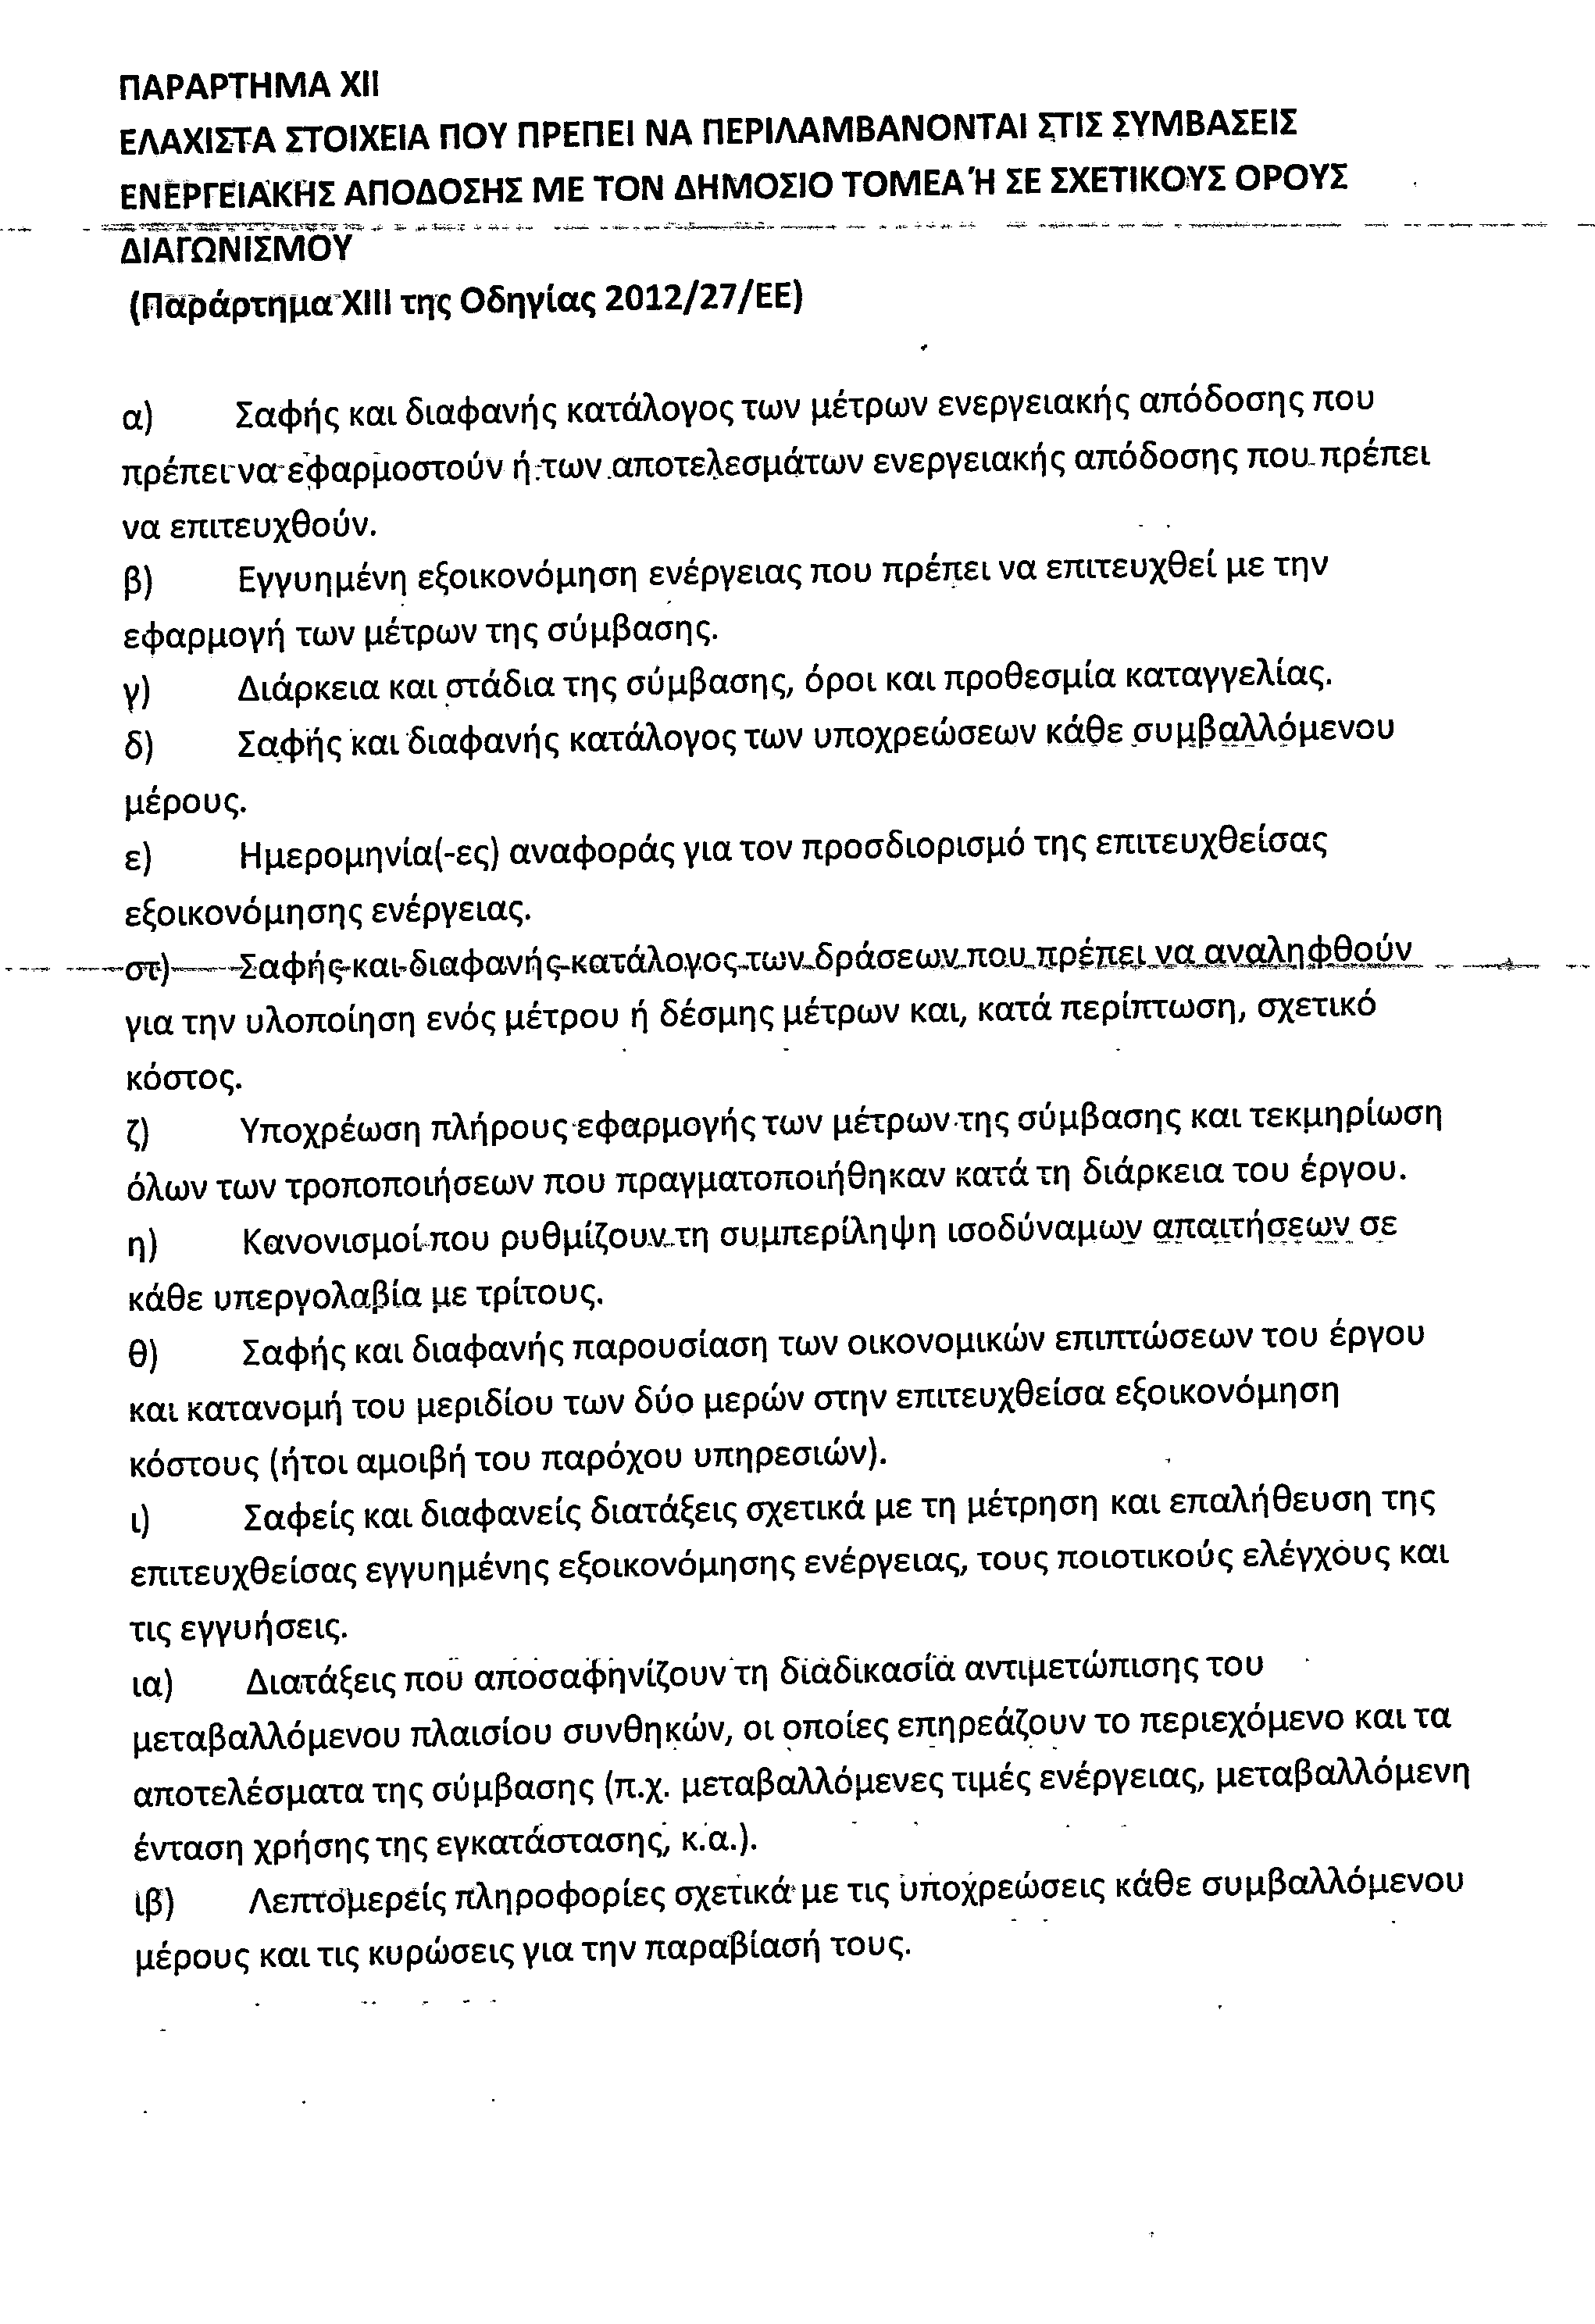 ΠΑΡΑΡΤΗΜΑ XII
ΕΛΑΧΙΣΤΑ ΣΤΟΙΧΕΙΑ ΠΟΥ ΠΡΕΠΕΙ ΝΑ ΠΕΡΙΛΑΜΒΑΝΟΝΤΑΙ ΣΤΙΣ ΣΥΜΒΑΣΕΙΣ
ΕΝΕΡΓΕΙΑΚΗΣ ΑΠΟΔΟΣΗΣ ΜΕ ΤΟΝ ΔΗΜΟΣΙΟ ΤΟΜΕΑ Ή ΣΕ ΣΧΕΤΙΚΟΥΣ ΟΡΟΥΣ
ΔΙΑΓΩΝΙΣΜΟΥ
(Παράρτημα XIII της Οδηγίας 2012/27/ΕΕ)
α) Σαφής και διαφανής κατάλογος των μέτρων ενεργειακής απόδοσης που
πρέπει να εφαρμοστούν ή των αποτελεσμάτων ενεργειακής απόδοσης που πρέπει
να επιτευχθούν.
β) Εγγυημένη εξοικονόμηση ενέργειας που πρέπει να επιτευχθεί με την
εφαρμογή των μέτρων της σύμβασης.
γ) Διάρκεια και στάδια της σύμβασης, όροι και προθεσμία καταγγελίας.
δ) Σαφής και διαφανής κατάλογος των υποχρεώσεων κάθε συμβαλλόμενου
μέρους.
ε) Ημερομηνία(-ες) αναφοράς για τον προσδιορισμό της επιτευχθείσας
εξοικονόμησης ενέργειας.
στ) Σαφής και διαφανής κατάλογος των δράσεων που πρέπει να αναληφθούν
για την υλοποίηση ενός μέτρου ή δέσμης μέτρων και, κατά περίπτωση, σχετικό
κόστος.
ζ) Υποχρέωση πλήρους εφαρμογής των μέτρων της σύμβασης και τεκμηρίωση
όλων των τροποποιήσεων που πραγματοποιήθηκαν κατά τη διάρκεια του έργου.
η) Κανονισμοί που ρυθμίζουν τη συμπερίληψη ισοδύναμων απαιτήσεων σε
κάθε υπεργολαβία με τρίτους.
θ) Σαφής και διαφανής παρουσίαση των οικονομικών επιπτώσεων του έργου
και κατανομή του μεριδίου των δύο μερών στην επιτευχθείσα εξοικονόμηση
κόστους (ήτοι αμοιβή του παρόχου υπηρεσιών).
ι) Σαφείς και διαφανείς διατάξεις σχετικά με τη μέτρηση και επαλήθευση της
επιτευχθείσας εγγυημένης εξοικονόμησης ενέργειας, τους ποιοτικούς ελέγχους και
τις εγγυήσεις.
ια) Διατάξεις που αποσαφηνίζουν τη διαδικασία αντιμετώπισης του
μεταβαλλόμενου πλαισίου συνθηκών, οι οποίες επηρεάζουν το περιεχόμενο και τα
αποτελέσματα της σύμβασης (π.χ. μεταβαλλόμενες τιμές ενέργειας, μεταβαλλόμενη
ένταση χρήσης της εγκατάστασης, κ.α.).
ιβ) Λεπτομερείς πληροφορίες σχετικά με τις υποχρεώσεις κάθε συμβαλλόμενου
μέρους και τις κυρώσεις για την παραβίασή τους.